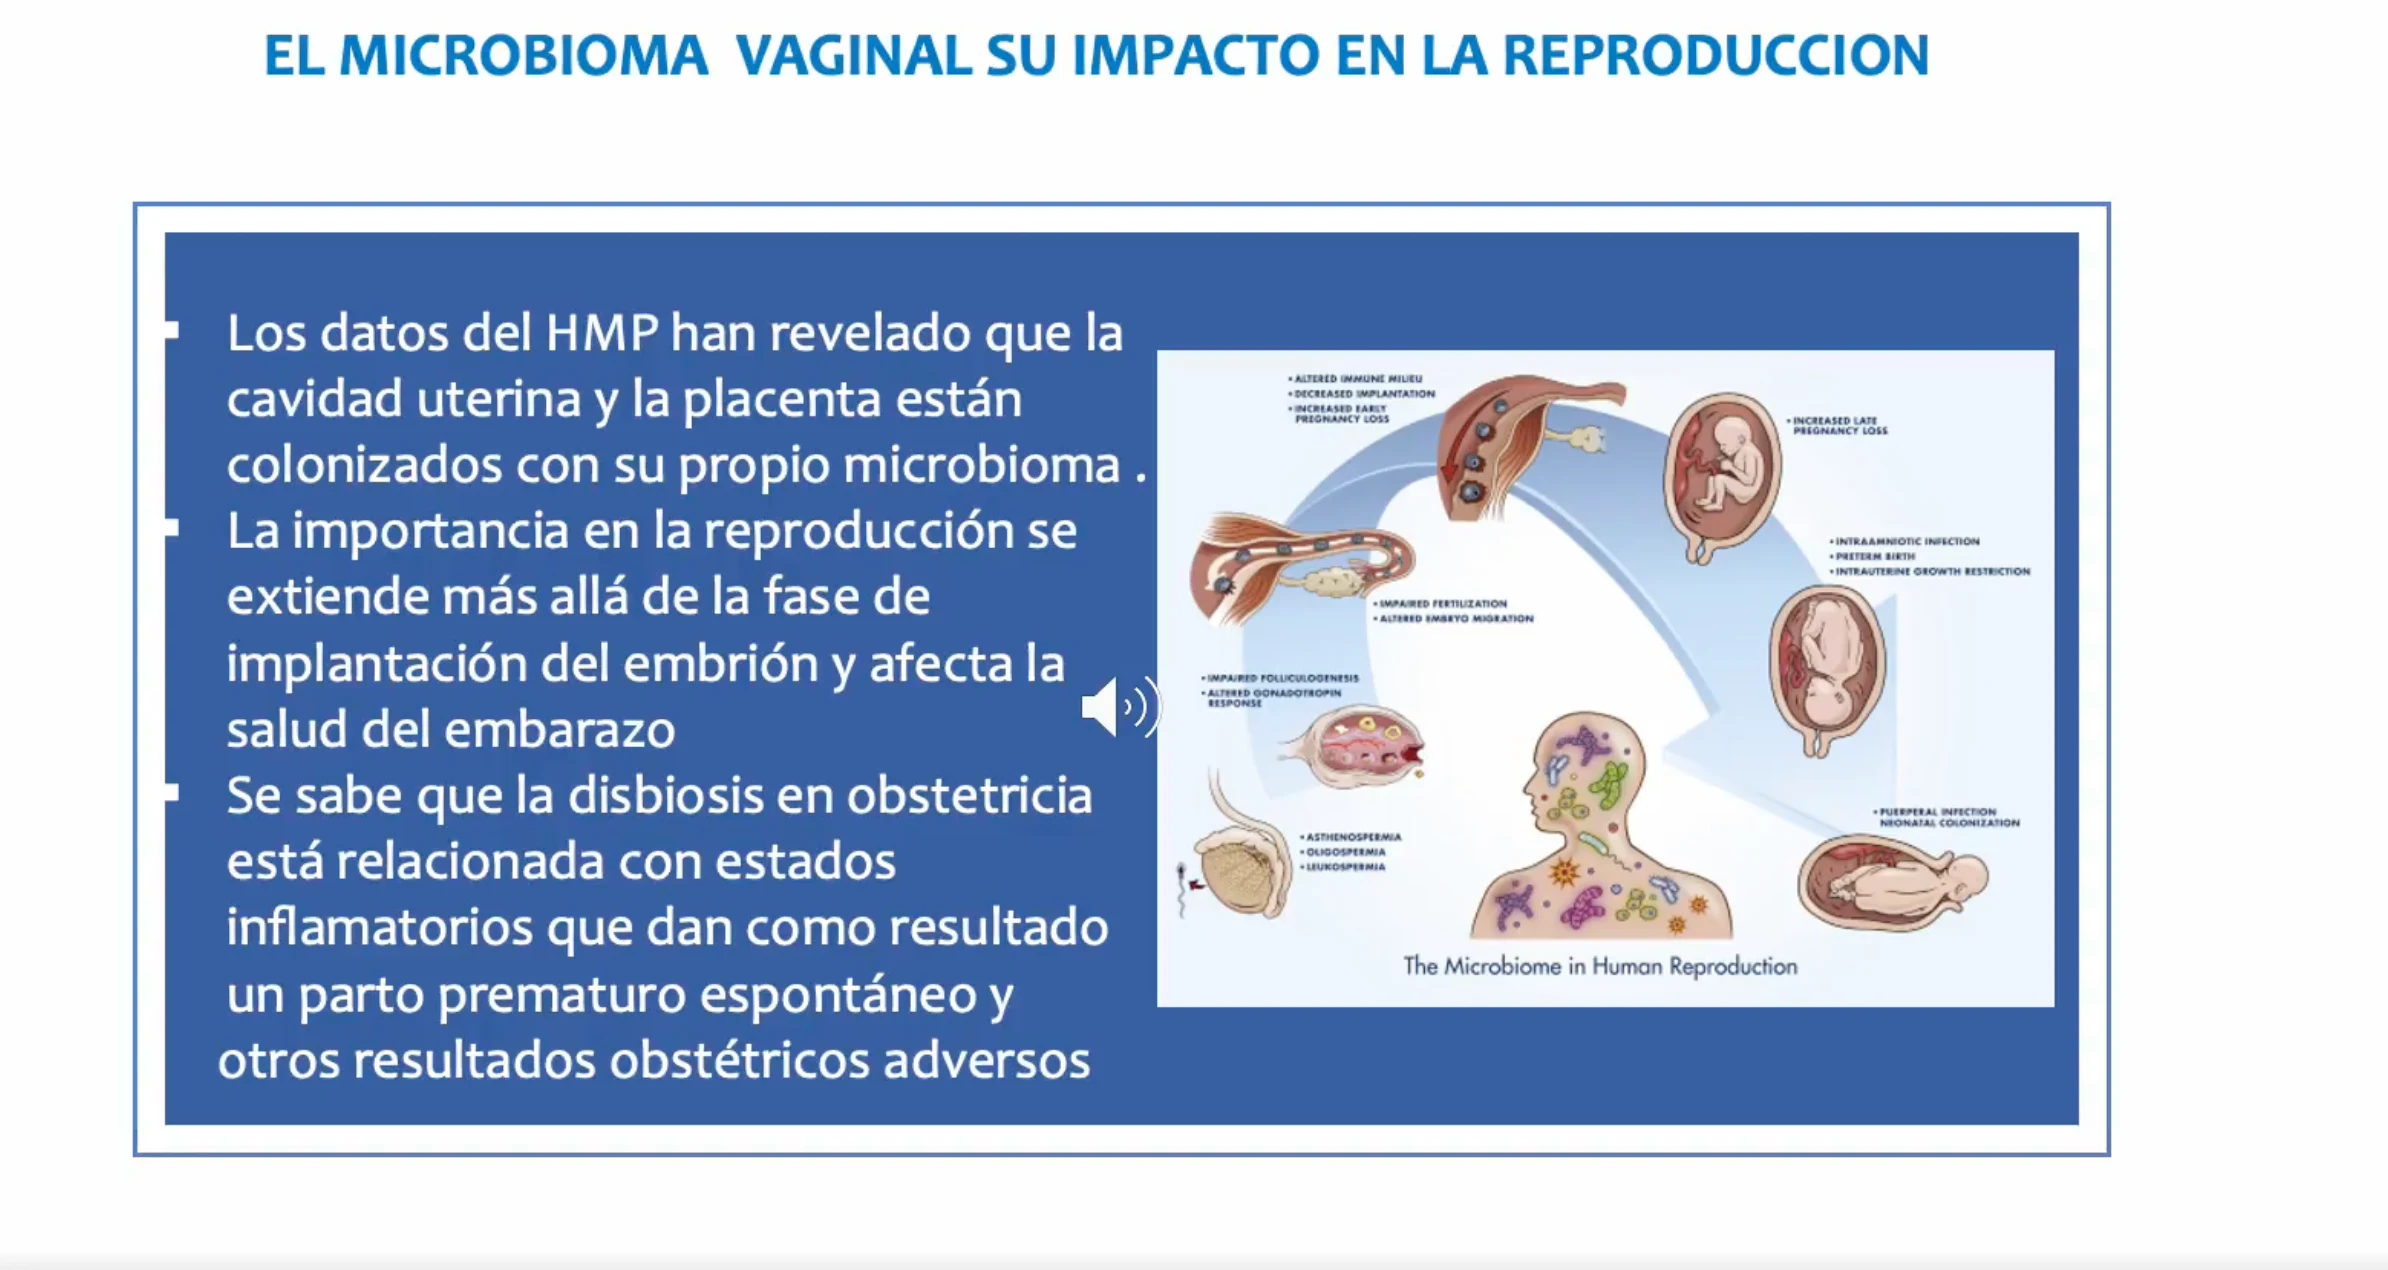 EL MICROBIOMA VAGINAL SU IMPACTO EN LA REPRODUCCION
Los datos del HMP han revelado que la
cavidad uterina y la placenta están
colonizados con su propio microbioma .
La importancia en la reproducción se
extiende más allá de la fase de
implantación del embrión y afecta la
salud del embarazo
Se sabe que la disbiosis en obstetricia
está relacionada con estados
inflamatorios que dan como resultado
un parto prematuro espontáneo y
otros resultados obstétricos adversos
• ALTERED IMMUNE MILIEU
• DECREASED IMPLANTATION
• INCREASED EARLY
PREGNANCY LOSS
• INCREASED LATE
PREGNANCY LOSS
• INTRAAMNIOTIC INFECTION
• PRETERM BIRTH
• INTRAUTERINE GROWTH RESTRICTION
• IMPAIRED FERTILIZATION
• ALTERED EMBRYO MIGRATION
• IMPAIRED FOLLICULOGENESIS
• ALTERED GONADOTROPIN
RESPONSE
• ASTHENOSPERMIA
• OLIGOSPERMIA
• LEUKOSPERMIA
• PUERPERAL INFECTION
NEONATAL COLONIZATION
The Microbiome in Human Reproduction